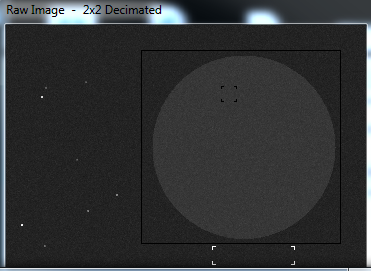 Raw Image  -  2x2 Decimated